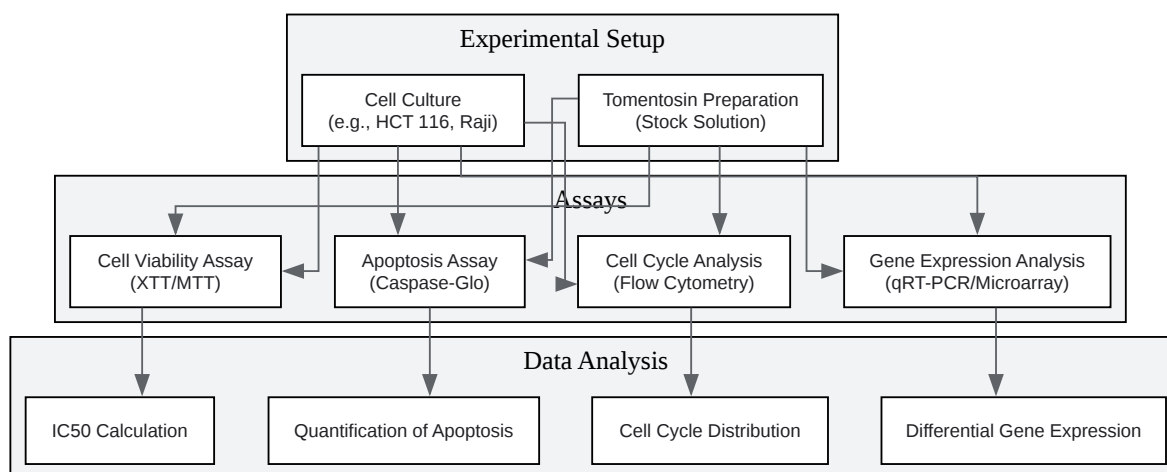 Experimental Setup
Cell Culture
(e.g., HCT 116, Raji)
Tomentosin Preparation
(Stock Solution)
Assays
Cell Viability Assay
(XTT/MTT)
Apoptosis Assay
(Caspase-Glo)
Cell Cycle Analysis
(Flow Cytometry)
Gene Expression Analysis
(qRT-PCR/Microarray)
Data Analysis
IC50 Calculation
Quantification of Apoptosis
Cell Cycle Distribution
Differential Gene Expression